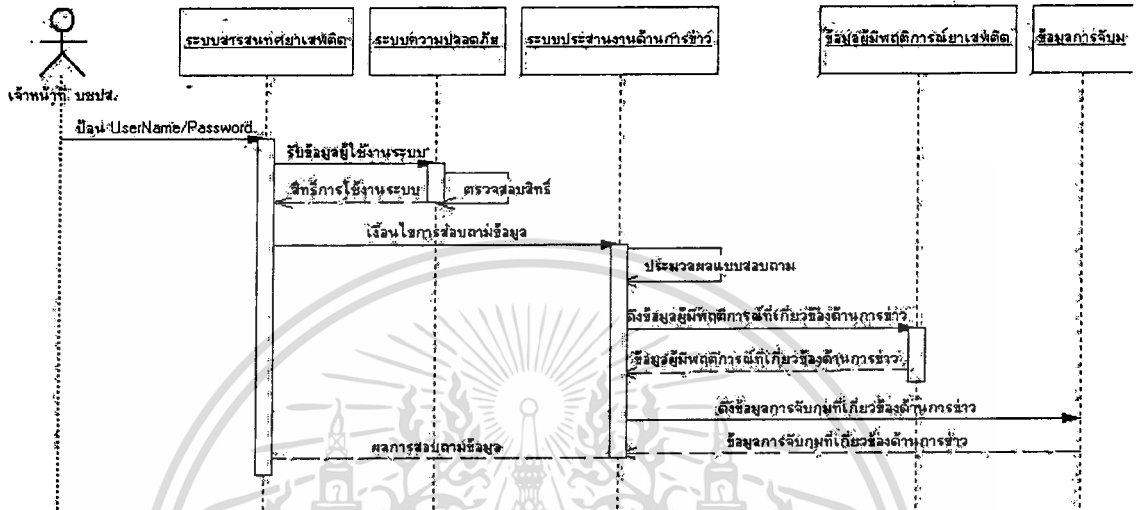 ระบบสารสนทศยาเสพติด
ระบบความปลอดภัย
ระบบประสานงานด้านการข่าว
ข้อมูลผู้มีพฤติการณ์ยาเสพติด
ข้อมูลการจับกุม
เจ้าหน้าที่ บชปส.
ป้อน UserName/Password
รับข้อมูลผู้ใช้งานระบบ
สิทธิ์การใช้งานระบบ
ตรวจสอบสิทธิ์
เงื่อนไขการสอบถามข้อมูล
ประมวลผลแบบสอบถาม
ดึงข้อมูลผู้มีพฤติการณ์ที่เกี่ยวข้องด้านการข่าว
ข้อมูลผู้มีพฤติการณ์ที่เกี่ยวข้องด้านการข่าว
ดึงข้อมูลการจับกุมที่เกี่ยวข้องด้านการข่าว
ข้อมูลการจับกุมที่เกี่ยวข้องด้านการข่าว
ผลการสอบถามข้อมูล